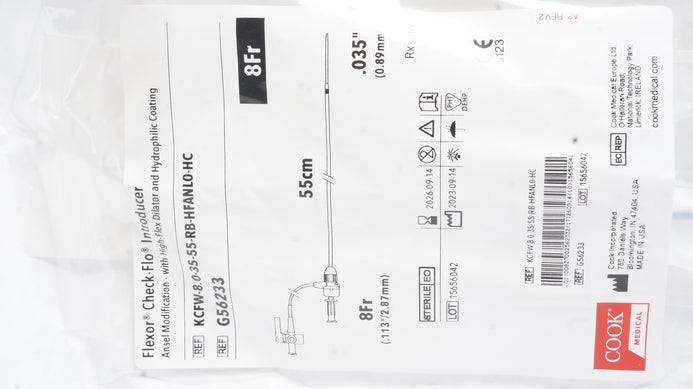 Flexor® Check-Flo® Introducer
Ansel Modification - with High-Flex Dilator and Hydrophilic Coating
REF KCFW-8.0-35-55-RB-HFANL0-HC
REF G56233
8Fr
55cm
.035"
(0.89mm
8Fr
(.113"/2.87mm)
Rx
A2 REV2
CE
0123
PHT
DEHP
2026-09-14
2023-09-14
STERILE EO
LOT 15656042
Cook Medical Europe Ltd.
O'Halloran Road,
National Technology Park,
Limerick, IRELAND
EC REP
cookmedical.com
REF KCFW-8.0-35-55-RB-HFANL0-HC
REF G56233
LOT 15656042
Cook Incorporated
750 Daniels Way
Bloomington, IN 47404 USA
MADE IN USA
COOK®
MEDICAL